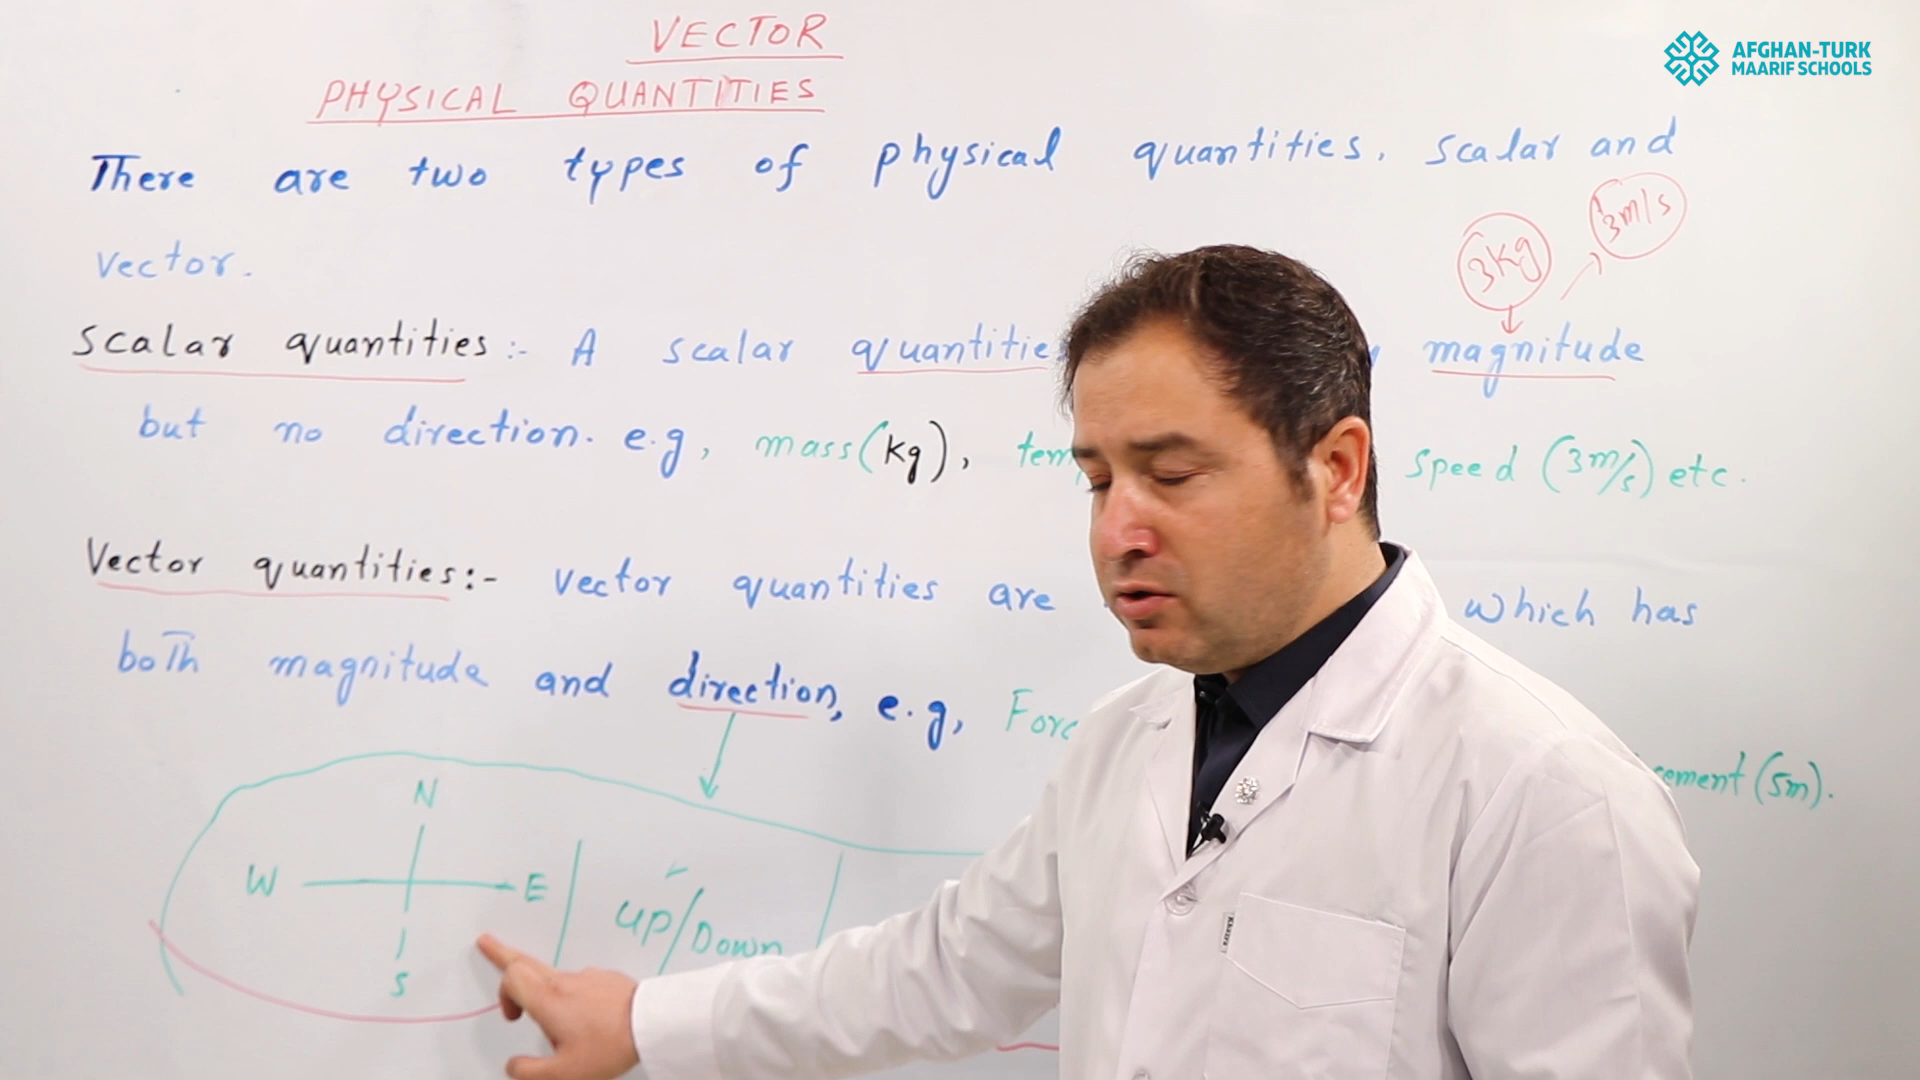 VECTOR
AFGHAN-TURK
MAARIF SCHOOLS
PHYSICAL QUANTITIES
There are two types of physical quantities. scalar and
vector.
3kg
3m/s
Scalar quantities:- A scalar quantitie magnitude
but no direction. e.g, mass(kg), tem speed (3m/s) etc.
Vector quantities:- vector quantities are which has
both magnitude and direction, e.g, Forc
cement (5m).
N
W E
S
UP/Down